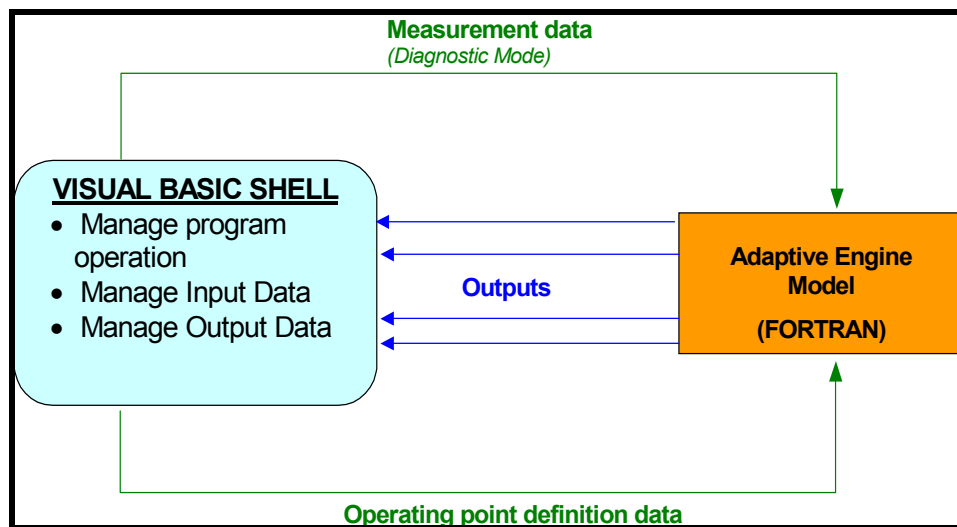 Measurement data
(Diagnostic Mode)
VISUAL BASIC SHELL
• Manage program
operation
• Manage Input Data
• Manage Output Data
Outputs
Adaptive Engine
Model
(FORTRAN)
Operating point definition data